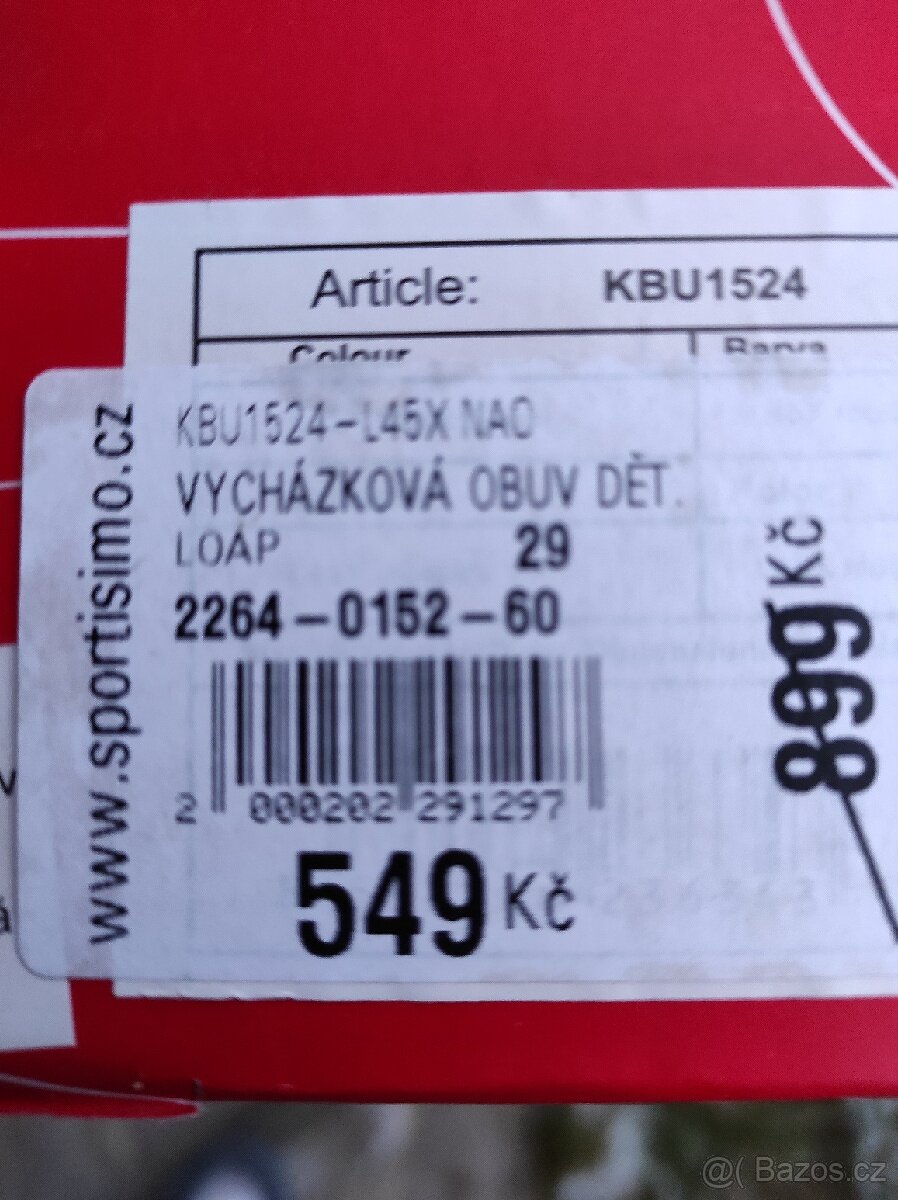 Article: KBU1524
Colour Barva
KBU1524-L45X NAO
VYCHÁZKOVÁ OBUV DĚT.
LOAP 29
2264-0152-60
2 000202 291297
549 Kč
899 Kč
www.sportisimo.cz
@( Bazos.cz